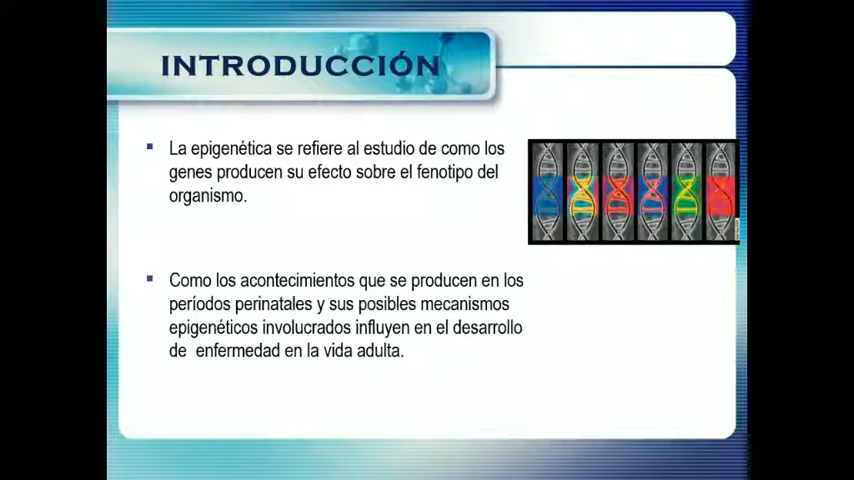 INTRODUCCIÓN
La epigenética se refiere al estudio de como los
genes producen su efecto sobre el fenotipo del
organismo.
Como los acontecimientos que se producen en los
períodos perinatales y sus posibles mecanismos
epigenéticos involucrados influyen en el desarrollo
de enfermedad en la vida adulta.